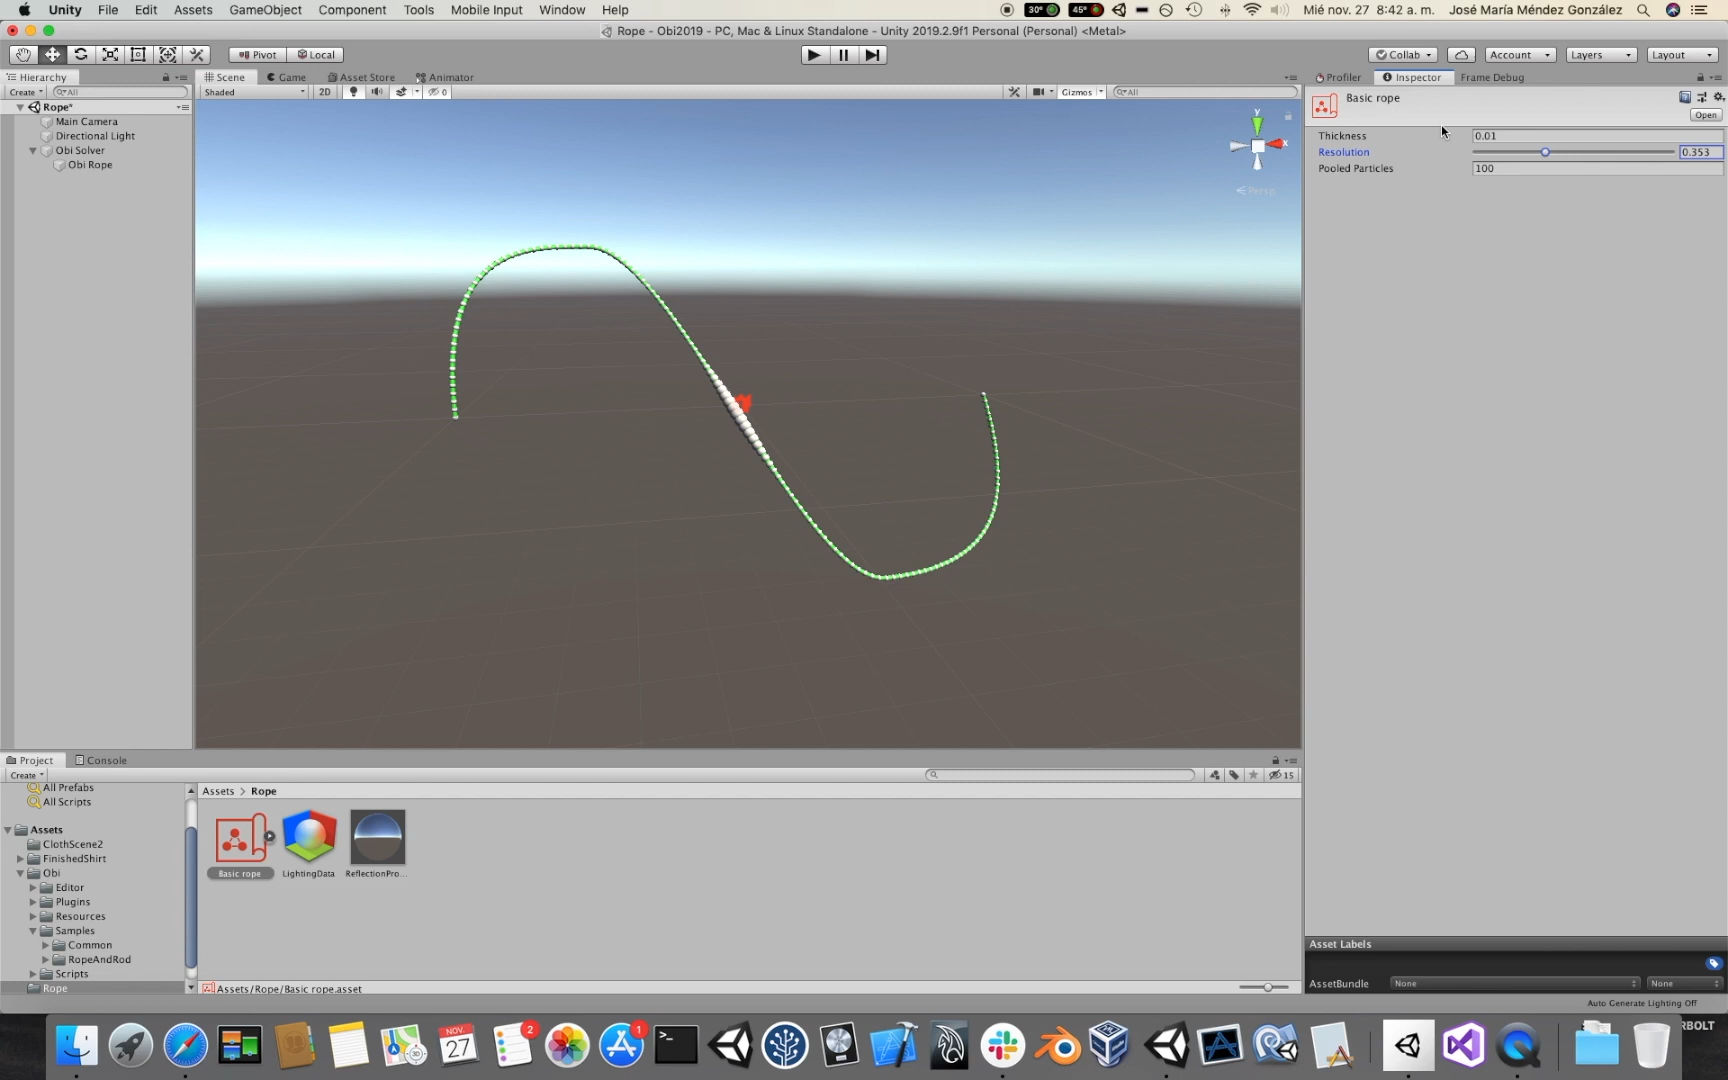 Unity File Edit Assets GameObject Component Tools Mobile Input Window Help 30° 45° Mié nov. 27 8:42 a. m. José María Méndez González
Rope - Obi2019 - PC, Mac & Linux Standalone - Unity 2019.2.9f1 Personal (Personal) <Metal>
Pivot Local Collab Account Layers Layout
Hierarchy Scene Game Asset Store Animator Profiler Inspector Frame Debug
Create All Shaded 2D 0 Gizmos All
Rope*
Main Camera
Directional Light
Obi Solver
Obi Rope
y
x
Persp
Basic rope
Open
Thickness 0.01
Resolution 0.353
Pooled Particles 100
Project Console
Create 15
All Prefabs
All Scripts
Assets
ClothScene2
FinishedShirt
Obi
Editor
Plugins
Resources
Samples
Common
RopeAndRod
Scripts
Rope
Assets > Rope
Basic rope LightingData ReflectionPro...
Assets/Rope/Basic rope.asset
Asset Labels
AssetBundle None None
Auto Generate Lighting Off
NOV.
27
2
1
RBOLT